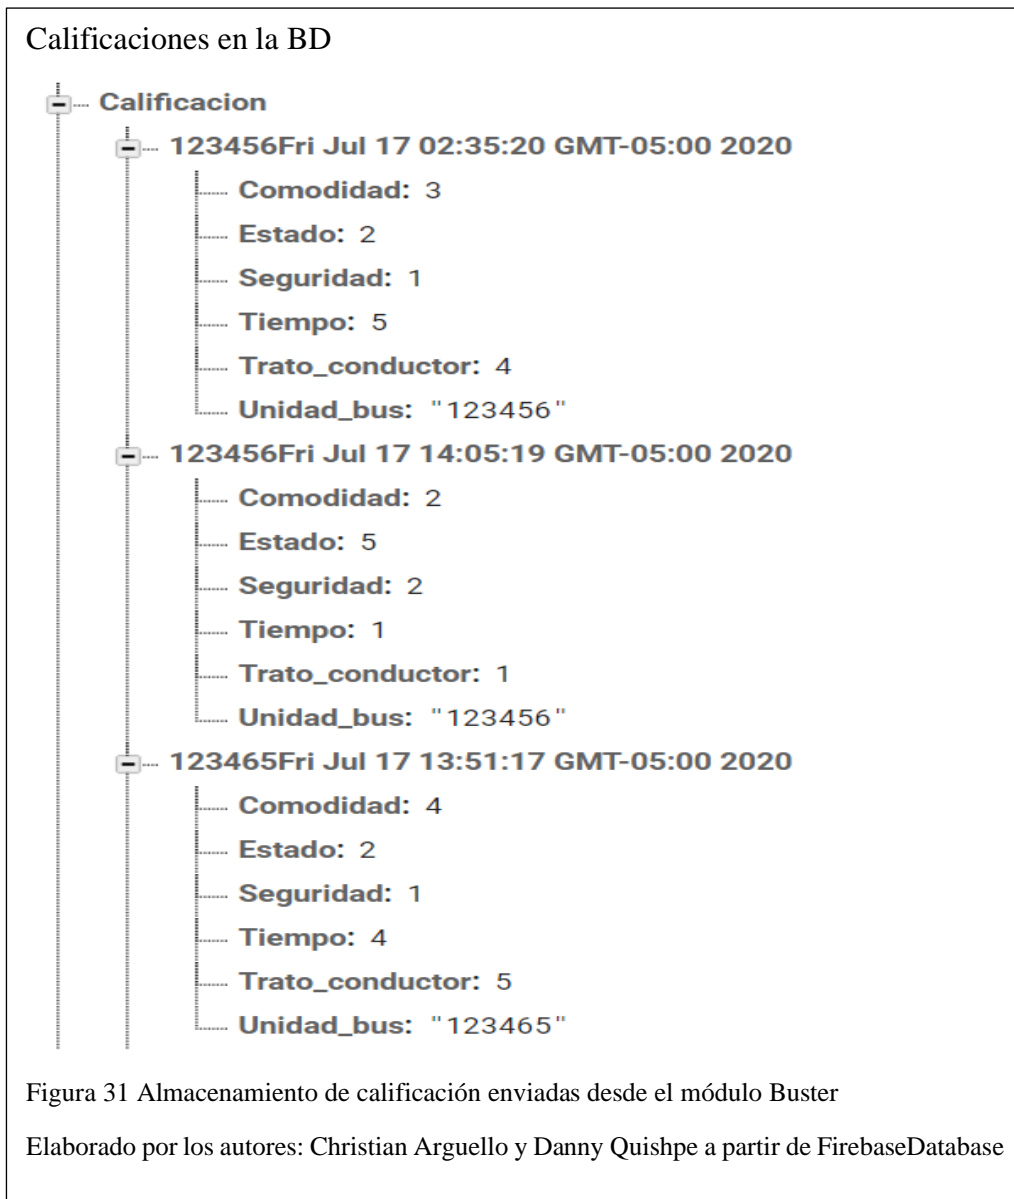 Calificaciones en la BD
Calificacion
123456Fri Jul 17 02:35:20 GMT-05:00 2020
Comodidad: 3
Estado: 2
Seguridad: 1
Tiempo: 5
Trato_conductor: 4
Unidad_bus: "123456"
123456Fri Jul 17 14:05:19 GMT-05:00 2020
Comodidad: 2
Estado: 5
Seguridad: 2
Tiempo: 1
Trato_conductor: 1
Unidad_bus: "123456"
123465Fri Jul 17 13:51:17 GMT-05:00 2020
Comodidad: 4
Estado: 2
Seguridad: 1
Tiempo: 4
Trato_conductor: 5
Unidad_bus: "123465"
Figura 31 Almacenamiento de calificación enviadas desde el módulo Buster
Elaborado por los autores: Christian Arguello y Danny Quishpe a partir de FirebaseDatabase